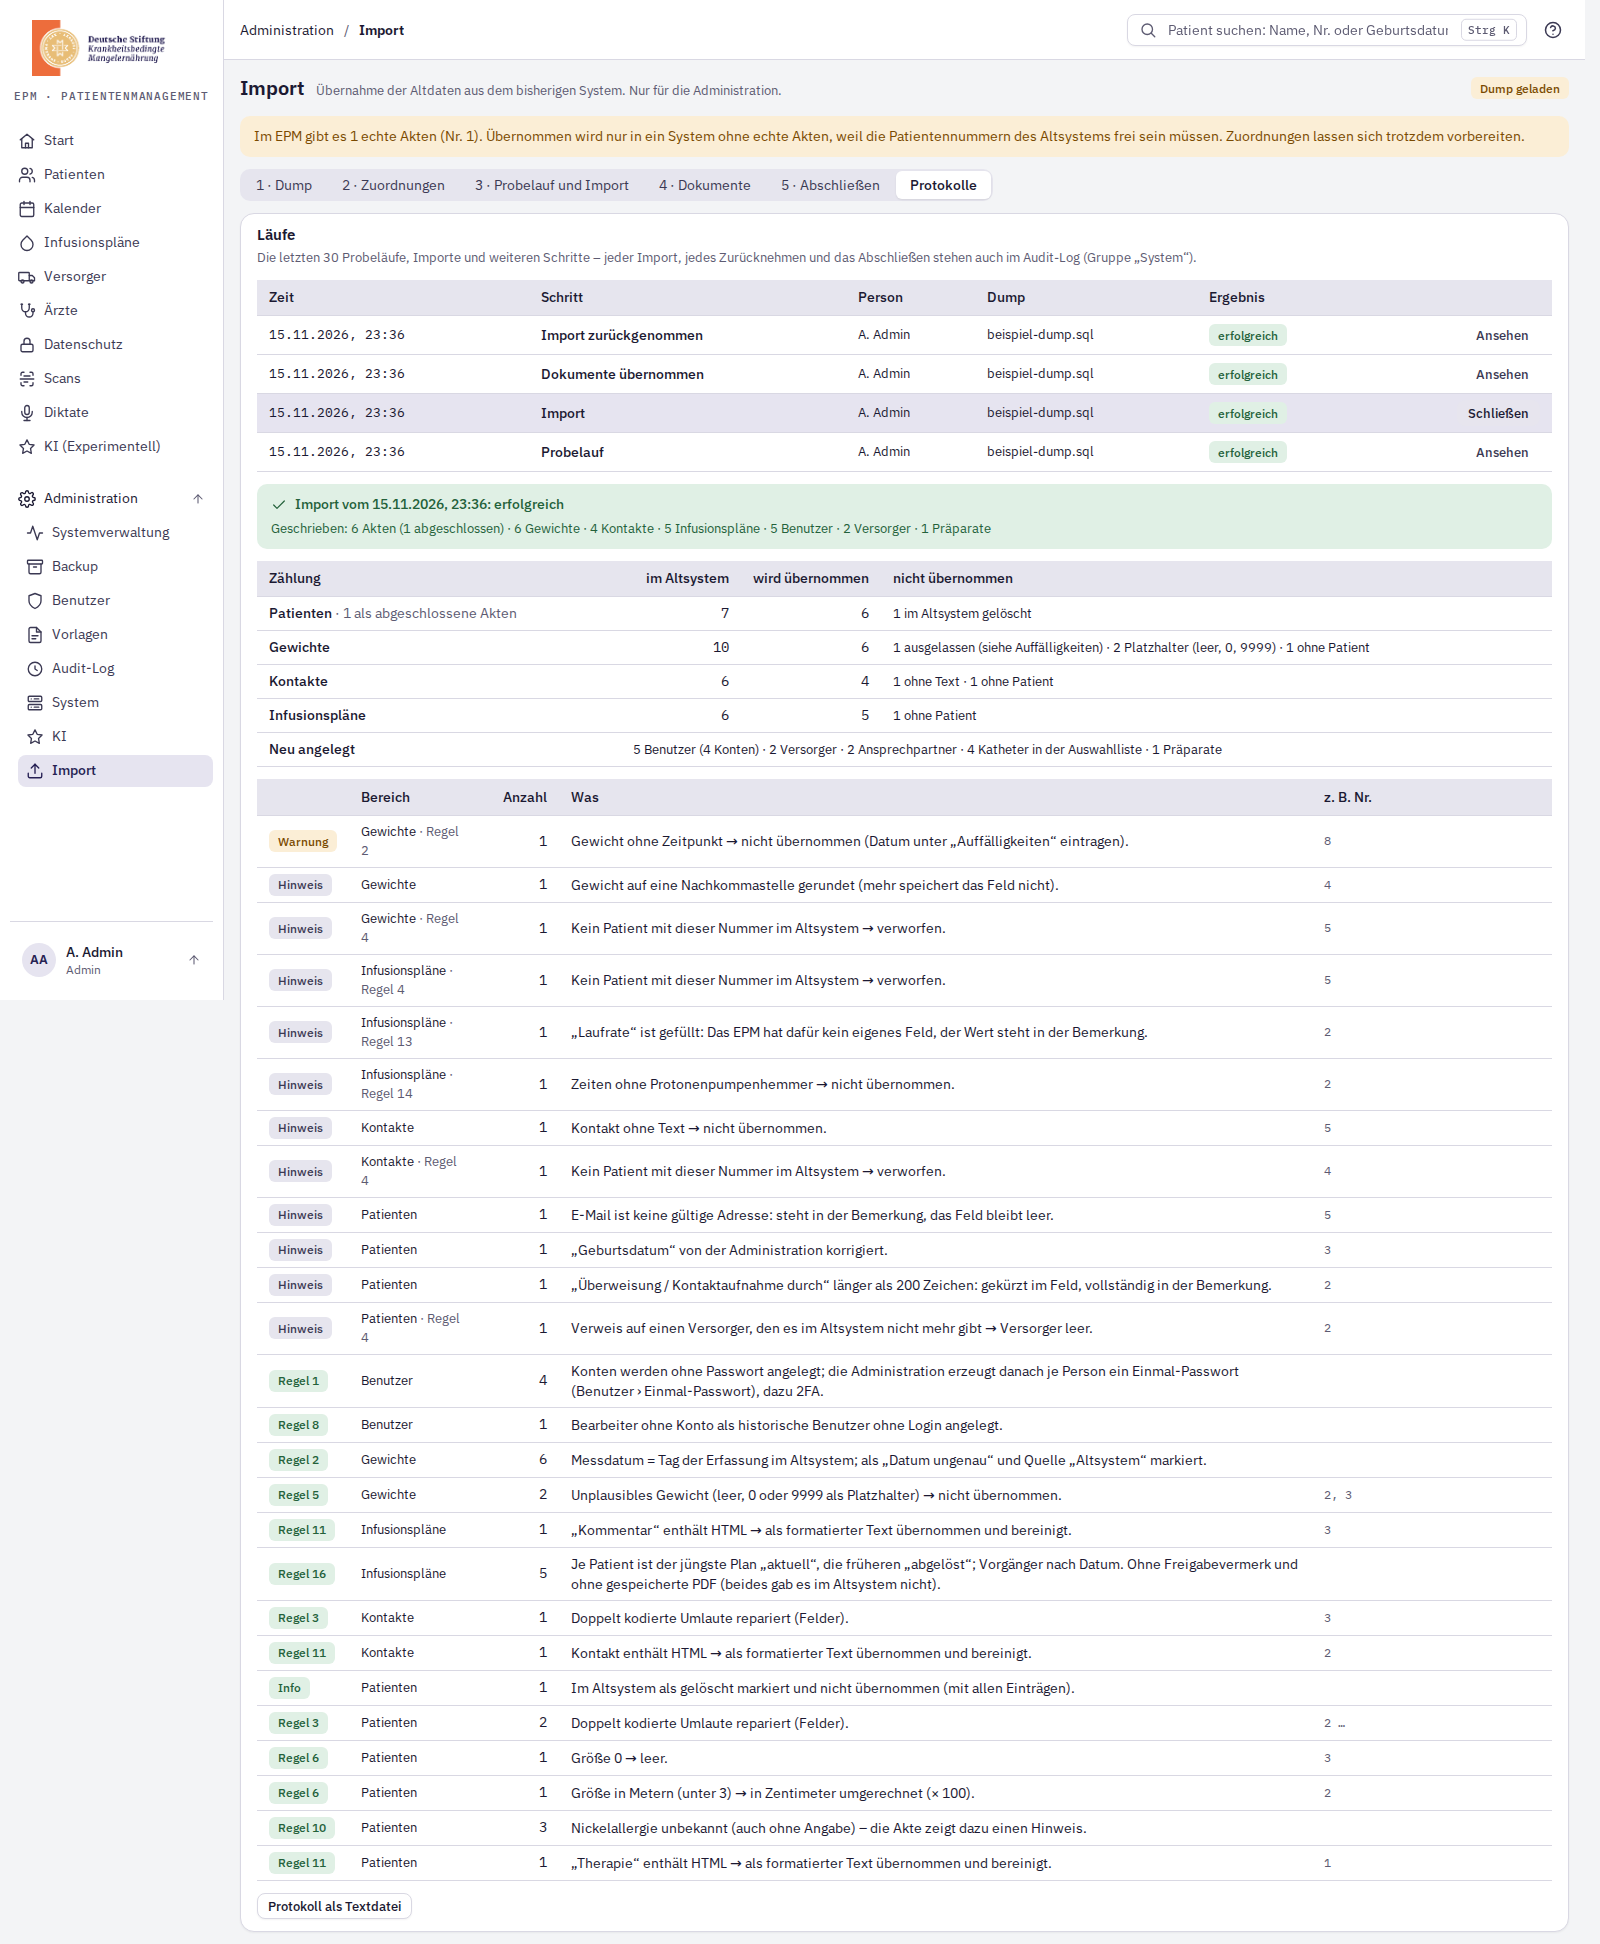 Deutsche Stiftung
Krankheitsbedingte
Mangelernährung
EPM · PATIENTENMANAGEMENT
Start
Patienten
Kalender
Infusionspläne
Versorger
Ärzte
Datenschutz
Scans
Diktate
KI (Experimentell)
Administration
Systemverwaltung
Backup
Benutzer
Vorlagen
Audit-Log
System
KI
Import
AA
A. Admin
Admin
Administration / Import
Patient suchen: Name, Nr. oder Geburtsdatur
Strg K
Import Übernahme der Altdaten aus dem bisherigen System. Nur für die Administration.
Dump geladen
Im EPM gibt es 1 echte Akten (Nr. 1). Übernommen wird nur in ein System ohne echte Akten, weil die Patientennummern des Altsystems frei sein müssen. Zuordnungen lassen sich trotzdem vorbereiten.
1 · Dump 2 · Zuordnungen 3 · Probelauf und Import 4 · Dokumente 5 · Abschließen Protokolle
Läufe
Die letzten 30 Probeläufe, Importe und weiteren Schritte – jeder Import, jedes Zurücknehmen und das Abschließen stehen auch im Audit-Log (Gruppe „System“).
Zeit Schritt Person Dump Ergebnis
15.11.2026, 23:36 Import zurückgenommen A. Admin beispiel-dump.sql erfolgreich Ansehen
15.11.2026, 23:36 Dokumente übernommen A. Admin beispiel-dump.sql erfolgreich Ansehen
15.11.2026, 23:36 Import A. Admin beispiel-dump.sql erfolgreich Schließen
15.11.2026, 23:36 Probelauf A. Admin beispiel-dump.sql erfolgreich Ansehen
Import vom 15.11.2026, 23:36: erfolgreich
Geschrieben: 6 Akten (1 abgeschlossen) · 6 Gewichte · 4 Kontakte · 5 Infusionspläne · 5 Benutzer · 2 Versorger · 1 Präparate
Zählung im Altsystem wird übernommen nicht übernommen
Patienten · 1 als abgeschlossene Akten 7 6 1 im Altsystem gelöscht
Gewichte 10 6 1 ausgelassen (siehe Auffälligkeiten) · 2 Platzhalter (leer, 0, 9999) · 1 ohne Patient
Kontakte 6 4 1 ohne Text · 1 ohne Patient
Infusionspläne 6 5 1 ohne Patient
Neu angelegt 5 Benutzer (4 Konten) · 2 Versorger · 2 Ansprechpartner · 4 Katheter in der Auswahlliste · 1 Präparate
Bereich Anzahl Was z. B. Nr.
Warnung Gewichte · Regel 2 1 Gewicht ohne Zeitpunkt → nicht übernommen (Datum unter „Auffälligkeiten“ eintragen). 8
Hinweis Gewichte 1 Gewicht auf eine Nachkommastelle gerundet (mehr speichert das Feld nicht). 4
Hinweis Gewichte · Regel 4 1 Kein Patient mit dieser Nummer im Altsystem → verworfen. 5
Hinweis Infusionspläne · Regel 4 1 Kein Patient mit dieser Nummer im Altsystem → verworfen. 5
Hinweis Infusionspläne · Regel 13 1 „Laufrate“ ist gefüllt: Das EPM hat dafür kein eigenes Feld, der Wert steht in der Bemerkung. 2
Hinweis Infusionspläne · Regel 14 1 Zeiten ohne Protonenpumpenhemmer → nicht übernommen. 2
Hinweis Kontakte 1 Kontakt ohne Text → nicht übernommen. 5
Hinweis Kontakte · Regel 4 1 Kein Patient mit dieser Nummer im Altsystem → verworfen. 4
Hinweis Patienten 1 E-Mail ist keine gültige Adresse: steht in der Bemerkung, das Feld bleibt leer. 5
Hinweis Patienten 1 „Geburtsdatum“ von der Administration korrigiert. 3
Hinweis Patienten 1 „Überweisung / Kontaktaufnahme durch“ länger als 200 Zeichen: gekürzt im Feld, vollständig in der Bemerkung. 2
Hinweis Patienten · Regel 4 1 Verweis auf einen Versorger, den es im Altsystem nicht mehr gibt → Versorger leer. 2
Regel 1 Benutzer 4 Konten werden ohne Passwort angelegt; die Administration erzeugt danach je Person ein Einmal-Passwort
(Benutzer › Einmal-Passwort), dazu 2FA.
Regel 8 Benutzer 1 Bearbeiter ohne Konto als historische Benutzer ohne Login angelegt.
Regel 2 Gewichte 6 Messdatum = Tag der Erfassung im Altsystem; als „Datum ungenau“ und Quelle „Altsystem“ markiert.
Regel 5 Gewichte 2 Unplausibles Gewicht (leer, 0 oder 9999 als Platzhalter) → nicht übernommen. 2, 3
Regel 11 Infusionspläne 1 „Kommentar“ enthält HTML → als formatierter Text übernommen und bereinigt. 3
Regel 16 Infusionspläne 5 Je Patient ist der jüngste Plan „aktuell“, die früheren „abgelöst“; Vorgänger nach Datum. Ohne Freigabevermerk und
ohne gespeicherte PDF (beides gab es im Altsystem nicht).
Regel 3 Kontakte 1 Doppelt kodierte Umlaute repariert (Felder). 3
Regel 11 Kontakte 1 Kontakt enthält HTML → als formatierter Text übernommen und bereinigt. 2
Info Patienten 1 Im Altsystem als gelöscht markiert und nicht übernommen (mit allen Einträgen).
Regel 3 Patienten 2 Doppelt kodierte Umlaute repariert (Felder). 2 …
Regel 6 Patienten 1 Größe 0 → leer. 3
Regel 6 Patienten 1 Größe in Metern (unter 3) → in Zentimeter umgerechnet (× 100). 2
Regel 10 Patienten 3 Nickelallergie unbekannt (auch ohne Angabe) – die Akte zeigt dazu einen Hinweis.
Regel 11 Patienten 1 „Therapie“ enthält HTML → als formatierter Text übernommen und bereinigt. 1
Protokoll als Textdatei